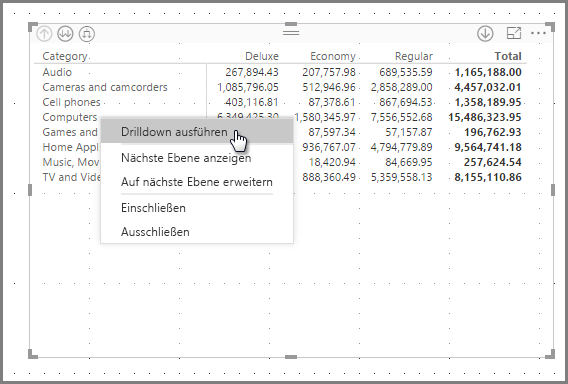 Category Deluxe Economy Regular Total
Audio 267,894.43 207,757.98 689,535.59 1,165,188.00
Cameras and camcorders 1,085,796.05 512,946.96 2,858,289.00 4,457,032.01
Cell phones 403,116.81 87,378.61 867,694.53 1,358,189.95
Computers 6,349,425.30 1,580,345.97 7,556,552.68 15,486,323.95
Games and 87,597.34 57,157.87 196,762.93
Home Appl 936,767.07 4,794,779.89 9,564,741.18
Music, Mov 18,420.94 84,669.95 257,624.54
TV and Vide 888,360.49 5,359,558.13 8,155,110.86
Drilldown ausführen
Nächste Ebene anzeigen
Auf nächste Ebene erweitern
Einschließen
Ausschließen